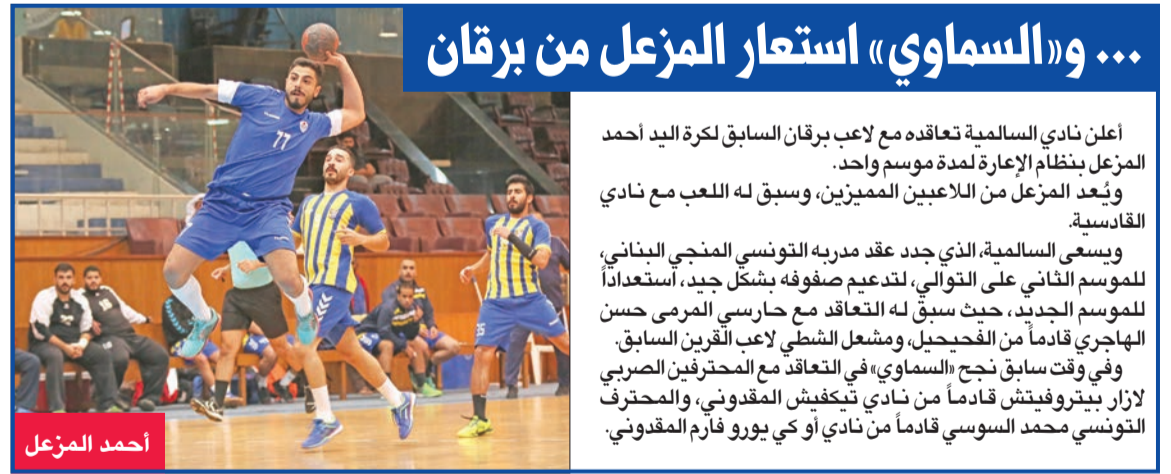 ... و«السماوي» استعار المزعل من برقان
أعلن نادي السالمية تعاقده مع لاعب برقان السابق لكرة اليد أحمد
المزعل بنظام الإعارة لمدة موسم واحد.
ويُعد المزعل من اللاعبين المميزين، وسبق له اللعب مع نادي
القادسية.
ويسعى السالمية، الذي جدد عقد مدربه التونسي المنجي البناني،
للموسم الثاني على التوالي، لتدعيم صفوفه بشكل جيد، استعداداً
للموسم الجديد، حيث سبق له التعاقد مع حارسي المرمى حسن
الهاجري قادماً من الفحيحيل، ومشعل الشطي لاعب القرين السابق.
وفي وقت سابق نجح «السماوي» في التعاقد مع المحترفين الصربي
لازار بيتروفيتش قادماً من نادي تيكفيش المقدوني، والمحترف
التونسي محمد السوسي قادماً من نادي أو كي يورو فارم المقدوني.
77
35
18
أحمد المزعل